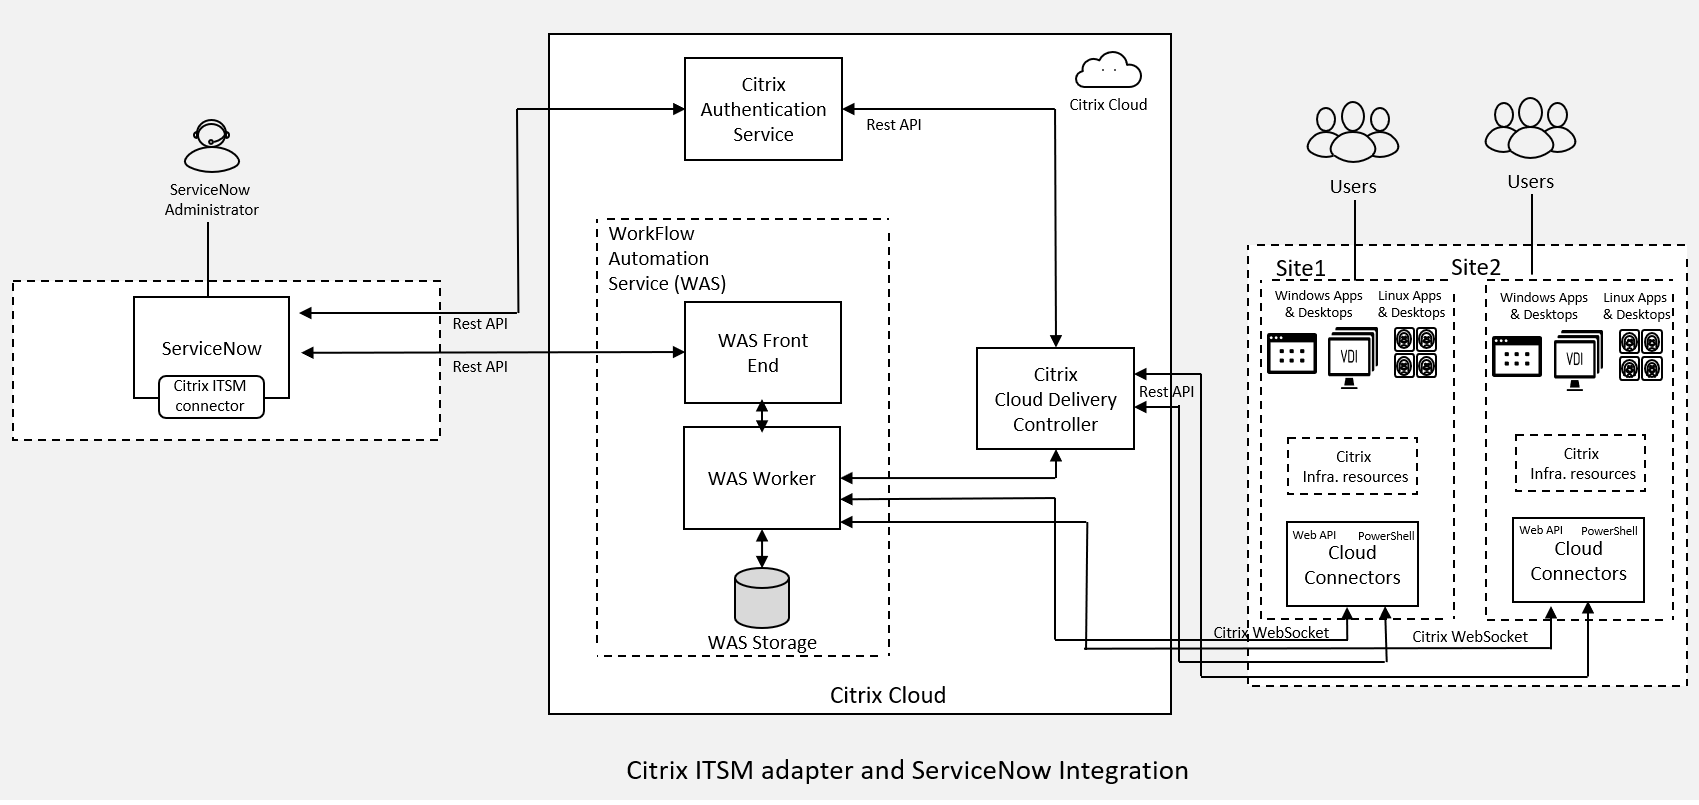 Citrix
Authentication
Service
Citrix Cloud
Rest API
ServiceNow
Administrator
Users
Users
WorkFlow
Automation
Service (WAS)
Rest API
Rest API
ServiceNow
Citrix ITSM
connector
WAS Front
End
WAS Worker
WAS Storage
Citrix
Cloud Delivery
Controller
Rest API
Site1
Windows Apps
& Desktops
Linux Apps
& Desktops
VDI
Citrix
Infra. resources
Web API
PowerShell
Cloud
Connectors
Citrix WebSocket
Site2
Windows Apps
& Desktops
Linux Apps
& Desktops
VDI
Citrix
Infra. resources
Web API
PowerShell
Cloud
Connectors
Citrix WebSocket
Citrix Cloud
Citrix ITSM adapter and ServiceNow Integration